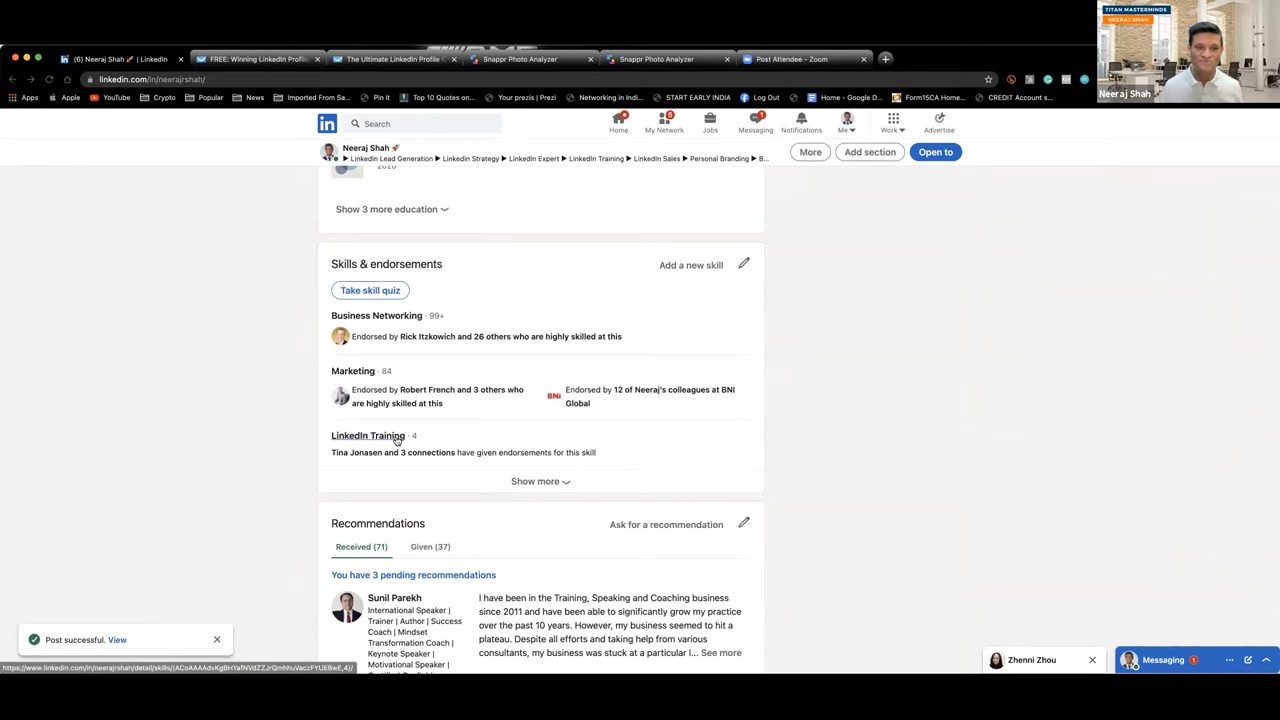 TITAN MASTERMINDS
NEERAJ SHAH
Neeraj Shah
(6) Neeraj Shah 🚀 | LinkedIn
FREE: Winning LinkedIn Profile
The Ultimate LinkedIn Profile
Snappr Photo Analyzer
Snappr Photo Analyzer
Post Attendee - Zoom
linkedin.com/in/neerajrshah/
Apps
Apple
YouTube
Crypto
Popular
News
Imported From Sa...
Pin It
Top 10 Quotes on...
Your prezis | Prezi
Networking in Indi...
START EARLY INDIA
Log Out
Home - Google D...
Form15CA Home...
CREDIT Account s...
Search
Home
My Network
Jobs
Messaging
Notifications
Me
Work
Advertise
Neeraj Shah 🚀
▶ LinkedIn Lead Generation ▶ Linkedin Strategy ▶ LinkedIn Expert ▶ LinkedIn Training ▶ LinkedIn Sales ▶ Personal Branding ▶ B...
More
Add section
Open to
2020
Show 3 more education
Skills & endorsements
Add a new skill
Take skill quiz
Business Networking · 99+
Endorsed by Rick Itzkowich and 26 others who are highly skilled at this
Marketing · 84
Endorsed by Robert French and 3 others who
are highly skilled at this
BNI
Endorsed by 12 of Neeraj's colleagues at BNI
Global
LinkedIn Training · 4
Tina Jonasen and 3 connections have given endorsements for this skill
Show more
Recommendations
Ask for a recommendation
Received (71)
Given (37)
You have 3 pending recommendations
Sunil Parekh
International Speaker |
Trainer | Author | Success
Coach | Mindset
Transformation Coach |
Keynote Speaker |
Motivational Speaker |
I have been in the Training, Speaking and Coaching business
since 2011 and have been able to significantly grow my practice
over the past 10 years. However, my business seemed to hit a
plateau. Despite all efforts and taking help from various
consultants, my business was stuck at a particular l... See more
Post successful. View
Zhenni Zhou
Messaging 1